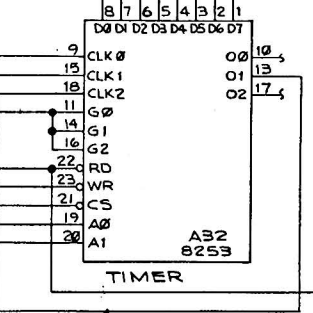 8 7 6 5 4 3 2 1
D0 D1 D2 D3 D4 D5 D6 D7
9 CLK0 O0 10
15 CLK1 O1 13
18 CLK2 O2 17
11 G0
14 G1
16 G2
22 RD
23 WR
21 CS
19 A0
20 A1
A32
8253
TIMER